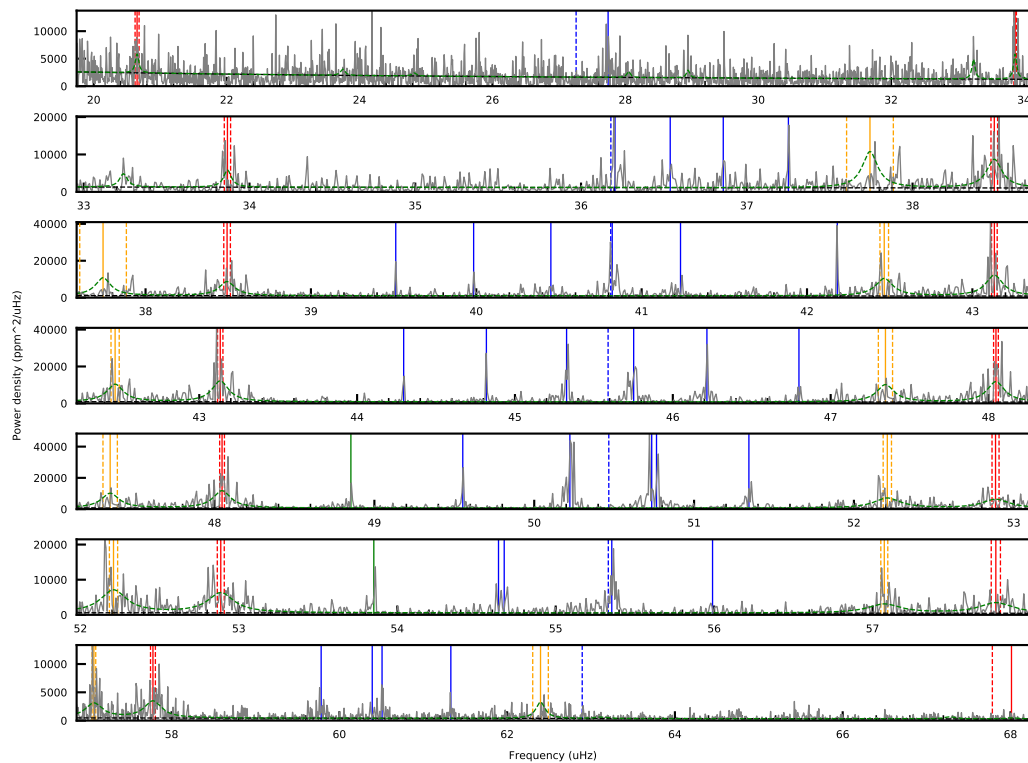 10000
5000
0
20 22 24 26 28 30 32 34
20000
10000
0
33 34 35 36 37 38
40000
20000
0
38 39 40 41 42 43
40000
20000
0
43 44 45 46 47 48
40000
20000
0
48 49 50 51 52 53
20000
10000
0
52 53 54 55 56 57
10000
5000
0
58 60 62 64 66 68
Power density (ppm^2/uHz)
Frequency (uHz)